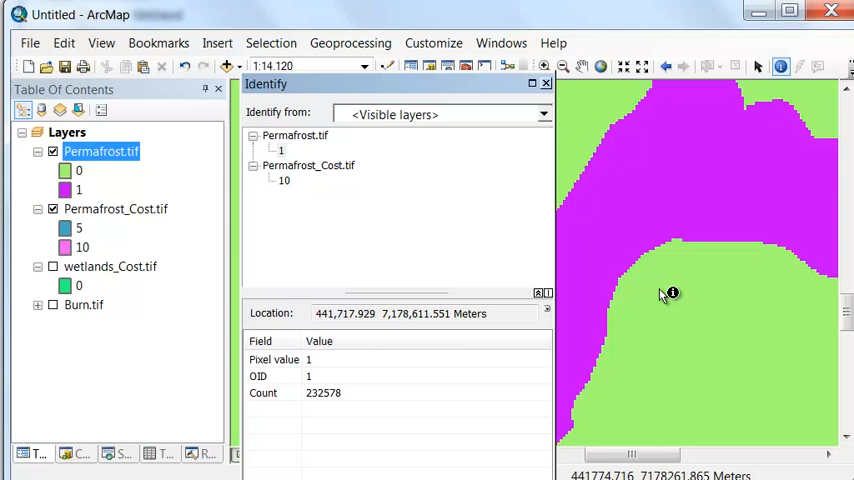 Untitled - ArcMap
File Edit View Bookmarks Insert Selection Geoprocessing Customize Windows Help
1:14.120
Table Of Contents
Layers
Permafrost.tif
0
1
Permafrost_Cost.tif
5
10
wetlands_Cost.tif
0
Burn.tif
T... C... S... T... R...
Identify
Identify from: <Visible layers>
Permafrost.tif
1
Permafrost_Cost.tif
10
Location: 441,717.929 7,178,611.551 Meters
Field Value
Pixel value 1
OID 1
Count 232578
441774.716 7178261.865 Meters